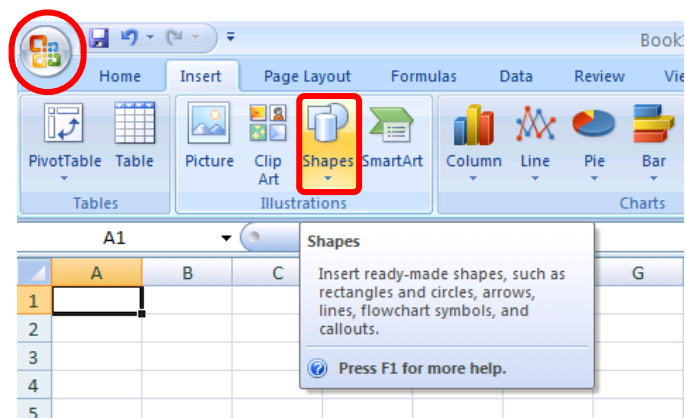 Book
Home Insert Page Layout Formulas Data Review Vie
PivotTable Table Picture Clip Art Shapes SmartArt Column Line Pie Bar
Tables Illustrations Charts
A1
Shapes
Insert ready-made shapes, such as
rectangles and circles, arrows,
lines, flowchart symbols, and
callouts.
Press F1 for more help.
A B C G
1
2
3
4
5